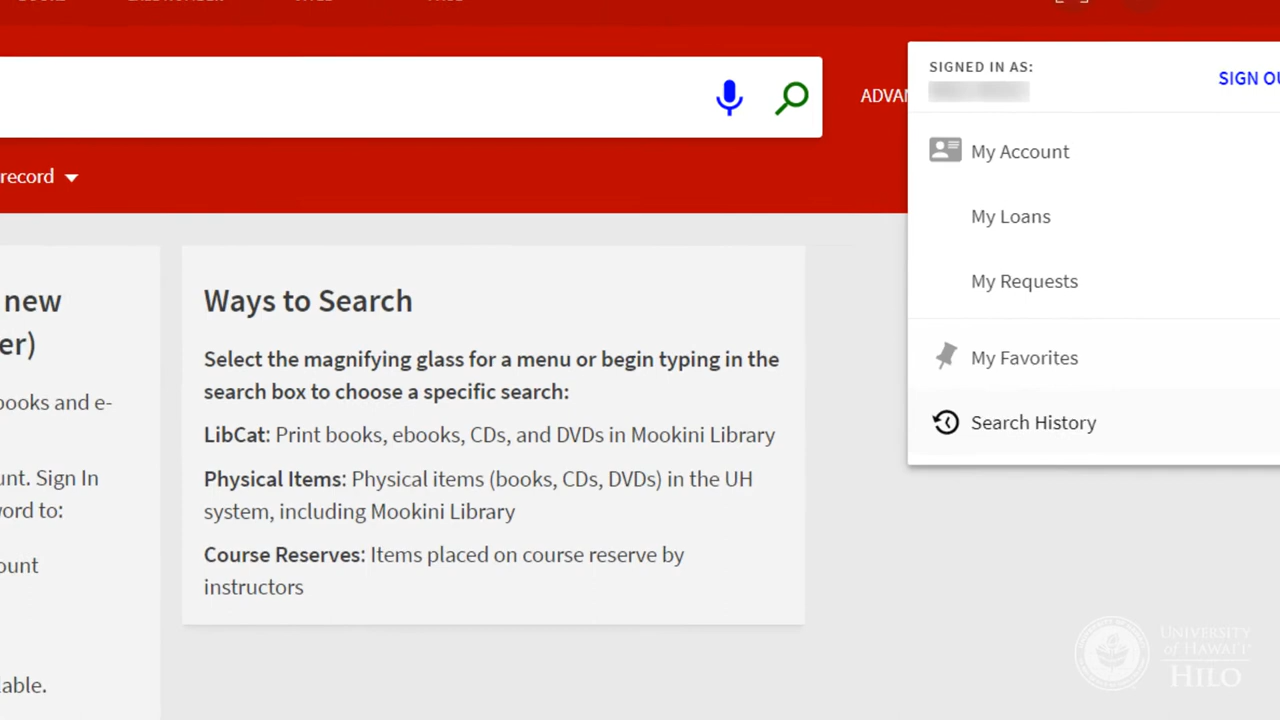 SIGNED IN AS:
SIGN OU
ADVAN
My Account
record
My Loans
My Requests
new
er)
Ways to Search
Select the magnifying glass for a menu or begin typing in the
search box to choose a specific search:
My Favorites
ooks and e-
LibCat: Print books, ebooks, CDs, and DVDs in Mookini Library
Search History
unt. Sign In
ord to:
Physical Items: Physical items (books, CDs, DVDs) in the UH
system, including Mookini Library
ount
Course Reserves: Items placed on course reserve by
instructors
lable.
UNIVERSITY
of HAWAI‘I
HILO